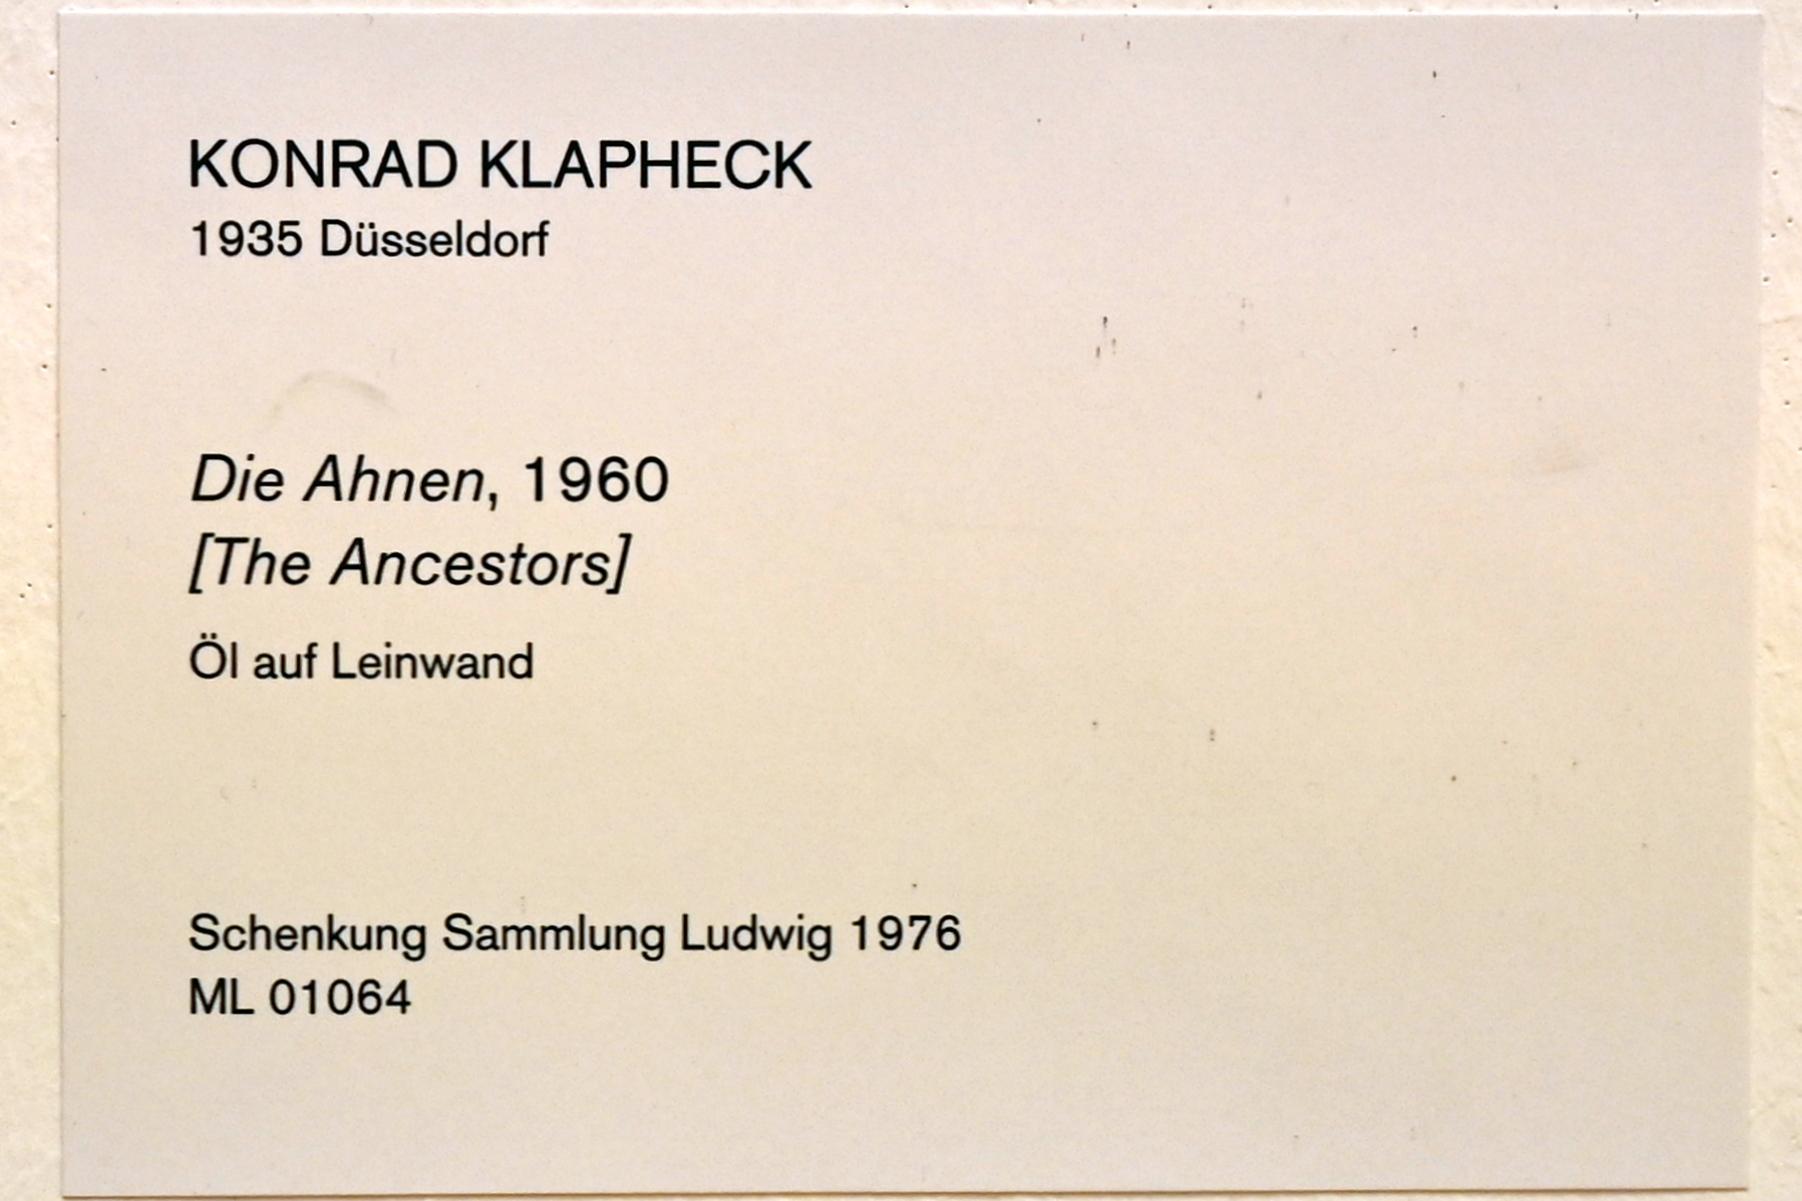 KONRAD KLAPHECK
1935 Düsseldorf
Die Ahnen, 1960
[The Ancestors]
Öl auf Leinwand
Schenkung Sammlung Ludwig 1976
ML 01064